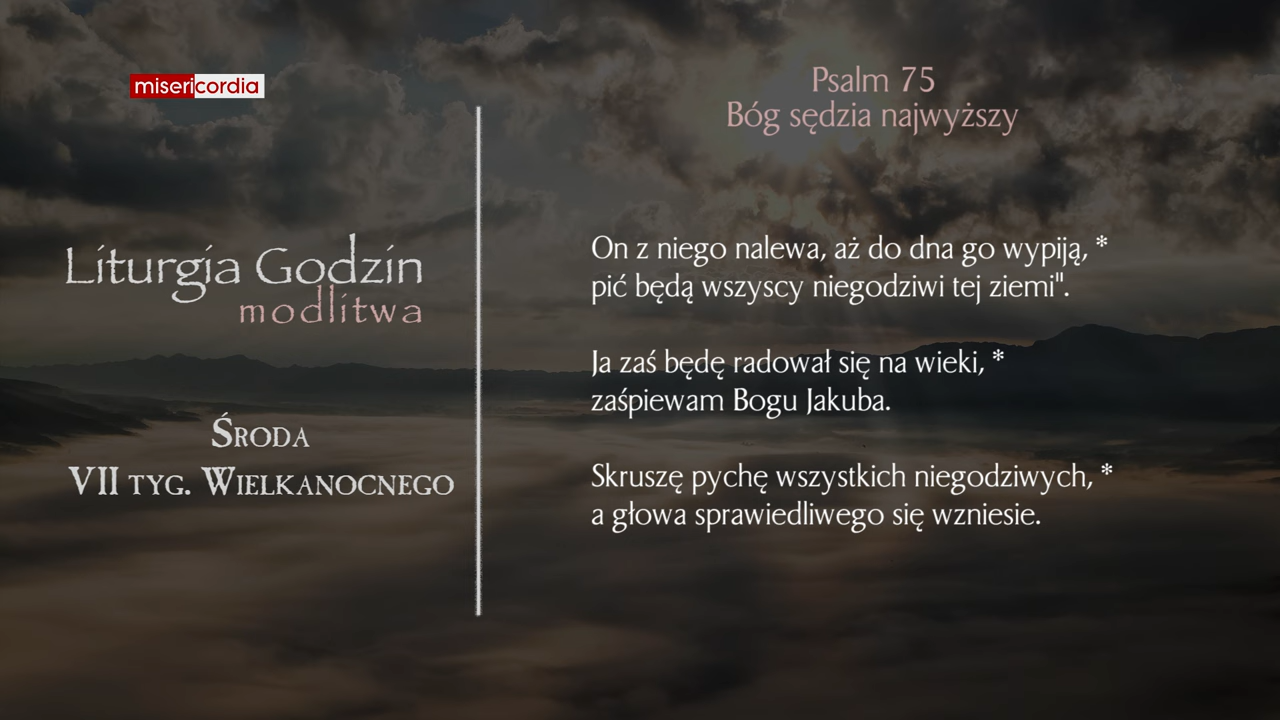 misericordia
Liturgia Godzin
modlitwa
Środa
VII tyg. Wielkanocnego
Psalm 75
Bóg sędzia najwyższy
On z niego nalewa, aż do dna go wypiją, *
pić będą wszyscy niegodziwi tej ziemi".
Ja zaś będę radował się na wieki, *
zaśpiewam Bogu Jakuba.
Skruszę pychę wszystkich niegodziwych, *
a głowa sprawiedliwego się wzniesie.